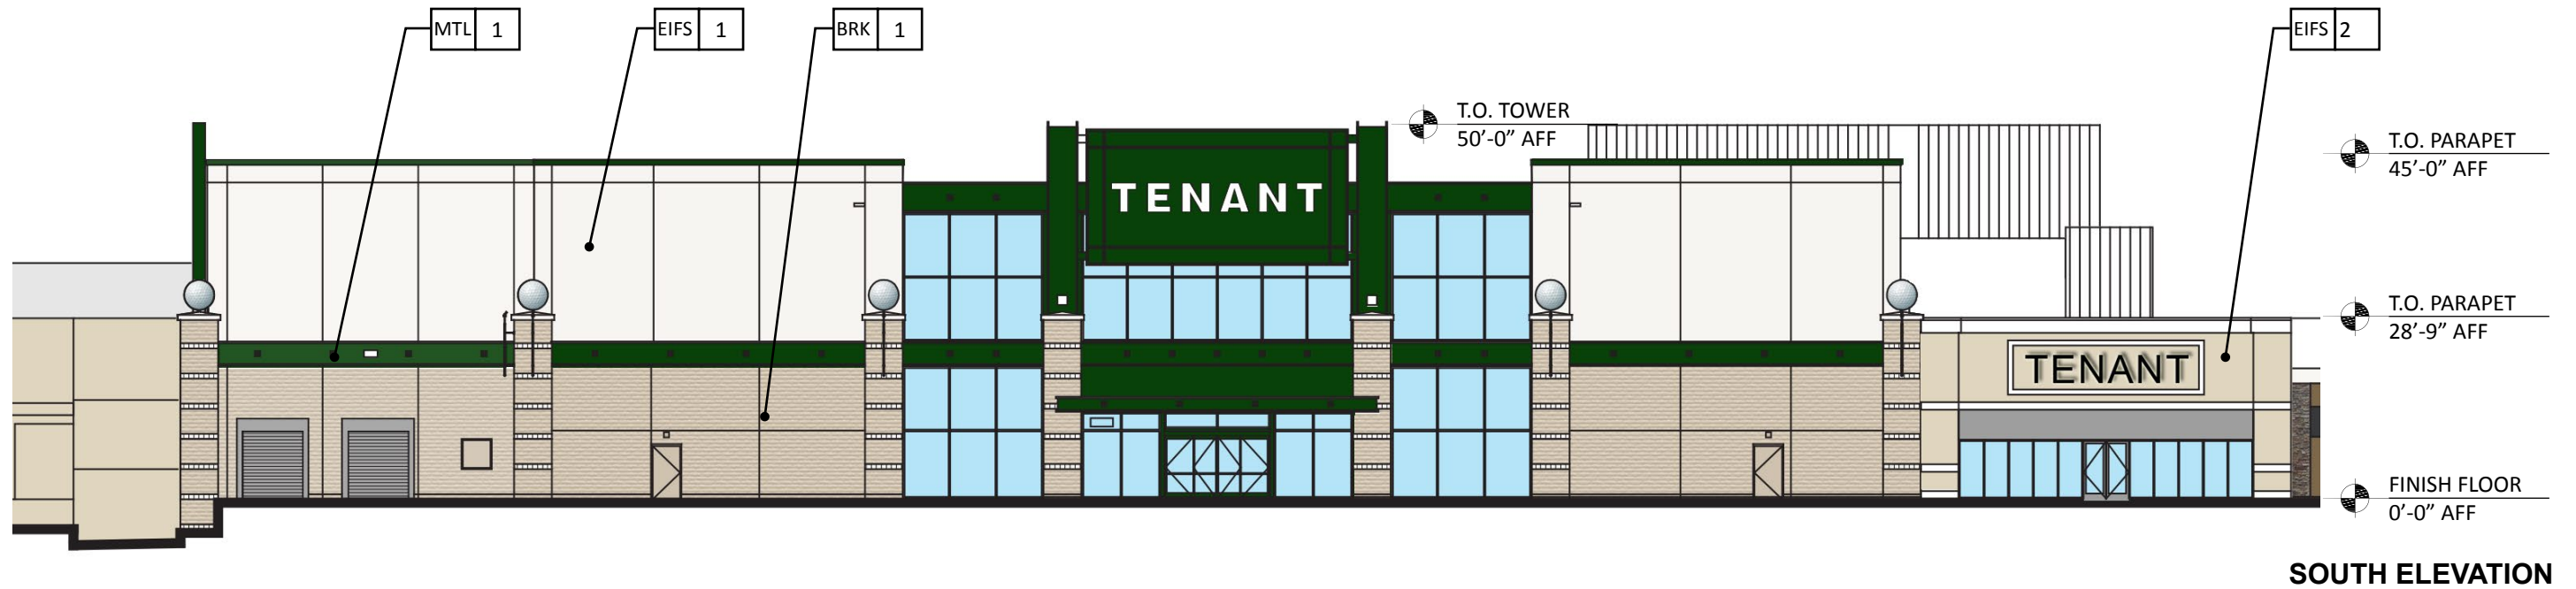 MTL 1
EIFS 1
BRK 1
EIFS 2
T.O. TOWER
50’-0” AFF
T.O. PARAPET
45’-0” AFF
TENANT
T.O. PARAPET
28’-9” AFF
TENANT
FINISH FLOOR
0’-0” AFF
SOUTH ELEVATION